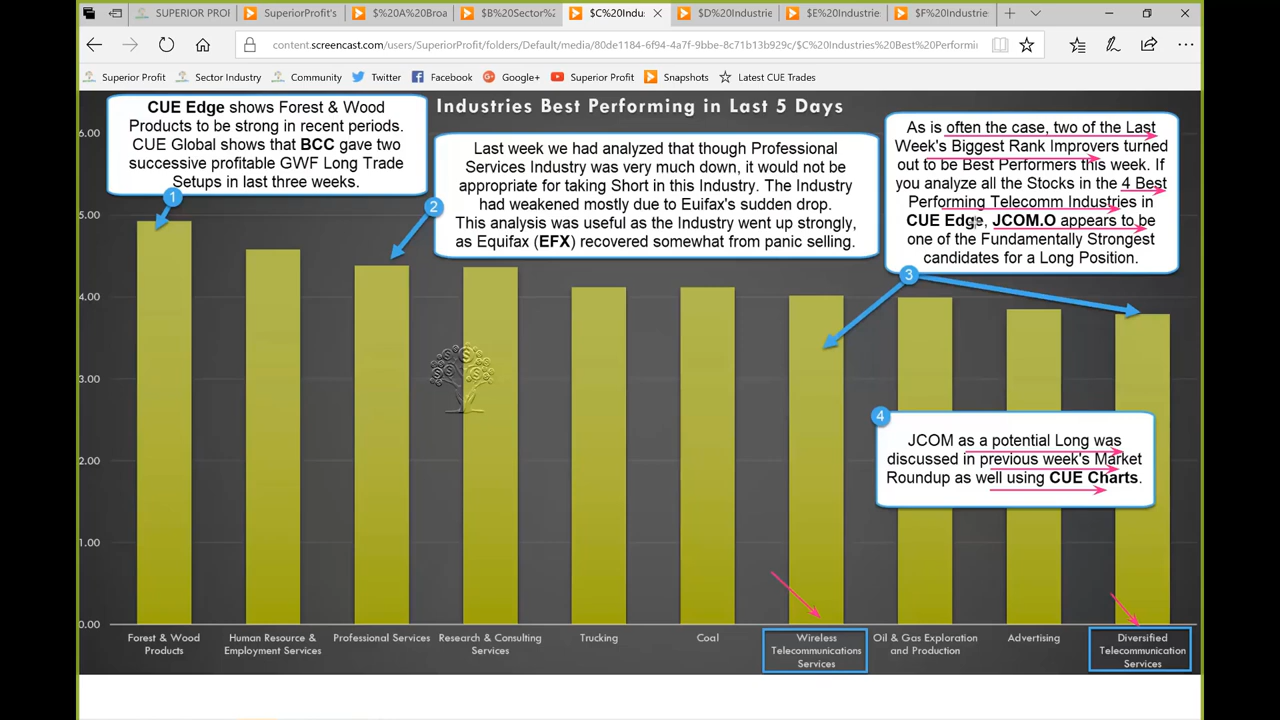 SUPERIOR PROF
SuperiorProfit's
$%20A%20Broa
$%20B%20Sector%2
$%20C%20Indu
$%20D%20Industrie
$%20E%20Industrie
$%20F%20Industries
content.screencast.com/users/SuperiorProfit/folders/Default/media/80de1184-6f94-4a7f-9bbe-8c71b13b929c/$%20C%20Industries%20Best%20Performi
Superior Profit
Sector Industry
Community
Twitter
Facebook
Google+
Superior Profit
Snapshots
Latest CUE Trades
Industries Best Performing in Last 5 Days
CUE Edge shows Forest & Wood
Products to be strong in recent periods.
CUE Global shows that BCC gave two
successive profitable GWF Long Trade
Setups in last three weeks.
1
Last week we had analyzed that though Professional
Services Industry was very much down, it would not be
appropriate for taking Short in this Industry. The Industry
had weakened mostly due to Euifax's sudden drop.
This analysis was useful as the Industry went up strongly,
as Equifax (EFX) recovered somewhat from panic selling.
2
As is often the case, two of the Last
Week's Biggest Rank Improvers turned
out to be Best Performers this week. If
you analyze all the Stocks in the 4 Best
Performing Telecomm Industries in
CUE Edge, JCOM.O appears to be
one of the Fundamentally Strongest
candidates for a Long Position.
3
4
JCOM as a potential Long was
discussed in previous week's Market
Roundup as well using CUE Charts.
6.00
5.00
4.00
3.00
2.00
1.00
0.00
Forest & Wood
Products
Human Resource &
Employment Services
Professional Services
Research & Consulting
Services
Trucking
Coal
Wireless
Telecommunications
Services
Oil & Gas Exploration
and Production
Advertising
Diversified
Telecommunication
Services